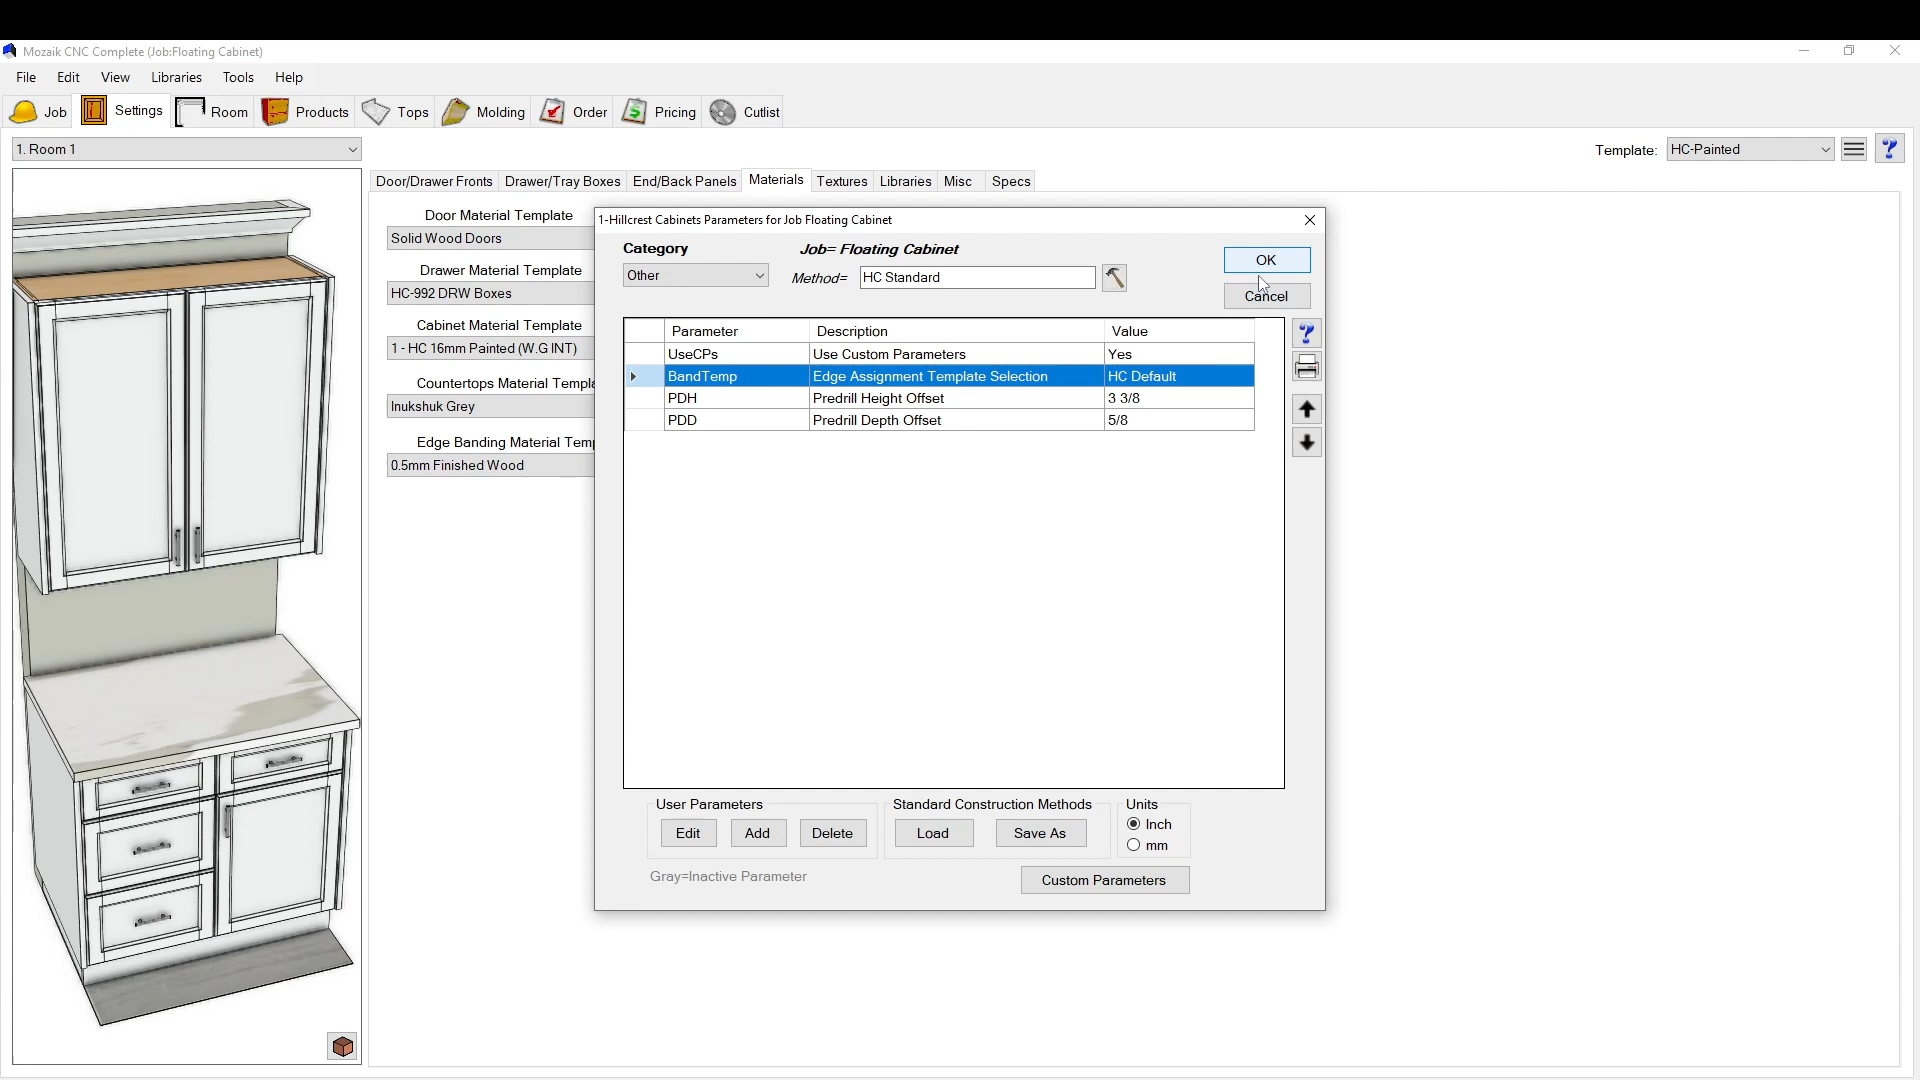 Mozaik CNC Complete (Job:Floating Cabinet)
File Edit View Libraries Tools Help
Job Settings Room Products Tops Molding Order Pricing Cutlist
1. Room 1
Template: HC-Painted
Door/Drawer Fronts Drawer/Tray Boxes End/Back Panels Materials Textures Libraries Misc Specs
Door Material Template
Solid Wood Doors
Drawer Material Template
HC-992 DRW Boxes
Cabinet Material Template
1 - HC 16mm Painted (W.G INT)
Countertops Material Templa
Inukshuk Grey
Edge Banding Material Temp
0.5mm Finished Wood
1-Hillcrest Cabinets Parameters for Job Floating Cabinet
Category
Job= Floating Cabinet
OK
Other
Method= HC Standard
Cancel
Parameter Description Value
UseCPs Use Custom Parameters Yes
BandTemp Edge Assignment Template Selection HC Default
PDH Predrill Height Offset 3 3/8
PDD Predrill Depth Offset 5/8
User Parameters
Edit Add Delete
Standard Construction Methods
Load Save As
Units
Inch
mm
Gray=Inactive Parameter
Custom Parameters